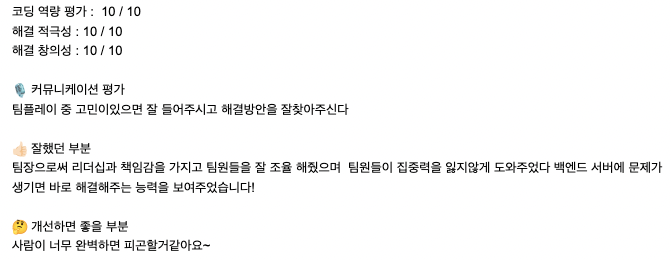 코딩 역량 평가 :  10 / 10
해결 적극성 : 10 / 10
해결 창의성 : 10 / 10
🎙️ 커뮤니케이션 평가
팀플레이 중 고민이있으면 잘 들어주시고 해결방안을 잘찾아주신다
👍🏻 잘했던 부분
팀장으로써 리더십과 책임감을 가지고 팀원들을 잘 조율 해줬으며  팀원들이 집중력을 잃지않게 도와주었다 백엔드 서버에 문제가
생기면 바로 해결해주는 능력을 보여주었습니다!
🤔 개선하면 좋을 부분
사람이 너무 완벽하면 피곤할거같아요~